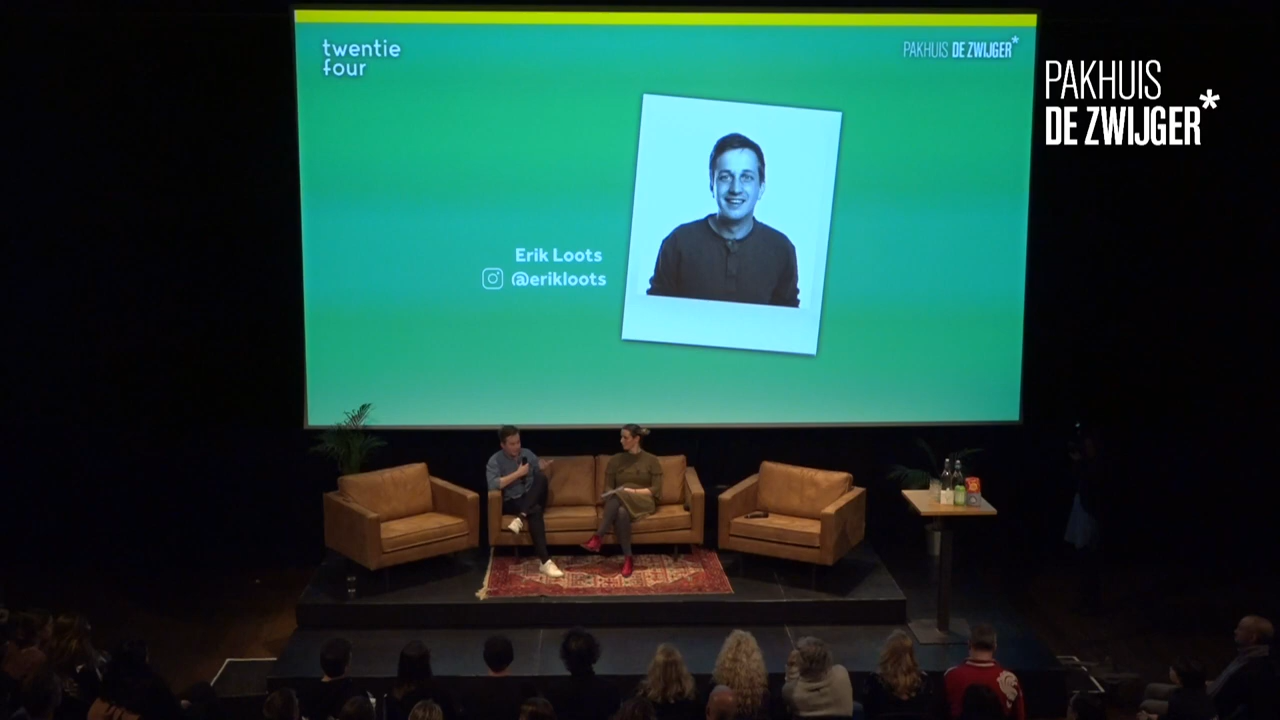 twentie
four
PAKHUIS DE ZWIJGER*
PAKHUIS
DE ZWIJGER*
Erik Loots
@erikloots